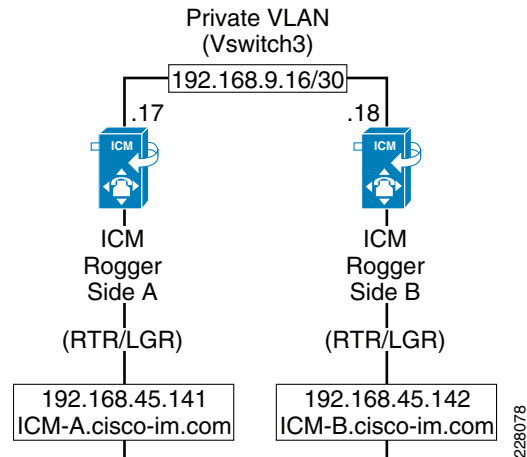 Private VLAN
(Vswitch3)
192.168.9.16/30
.17
.18
ICM
ICM
ICM
Rogger
Side A
ICM
Rogger
Side B
(RTR/LGR)
(RTR/LGR)
192.168.45.141
ICM-A.cisco-im.com
192.168.45.142
ICM-B.cisco-im.com
228078